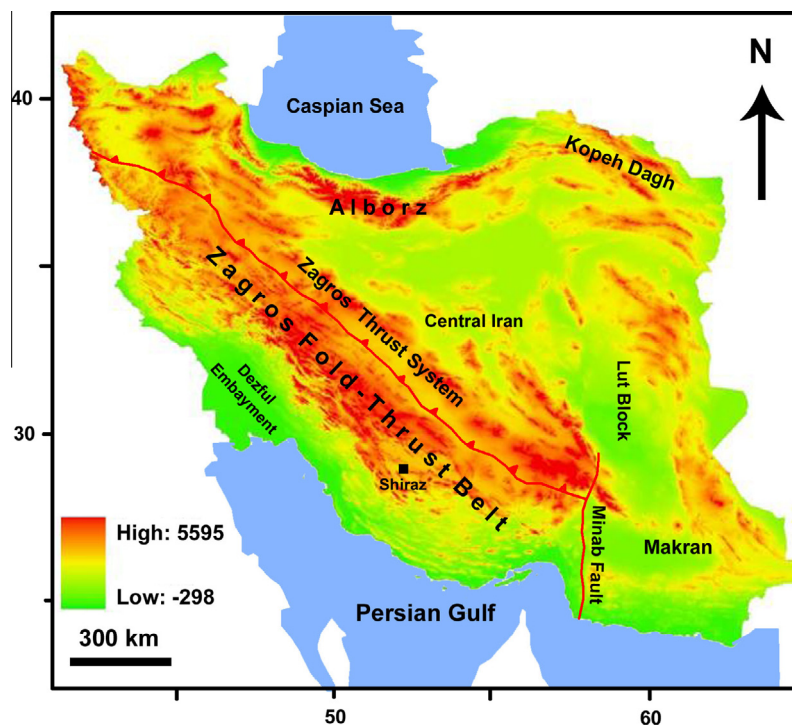 N
40
Caspian Sea
Kopeh Dagh
Alborz
Zagros Thrust System
Zagros Fold-Thrust Belt
Central Iran
Lut Block
Dezful
Embayment
30
Shiraz
High: 5595
Low: -298
Minab Fault
Makran
Persian Gulf
300 km
50
60